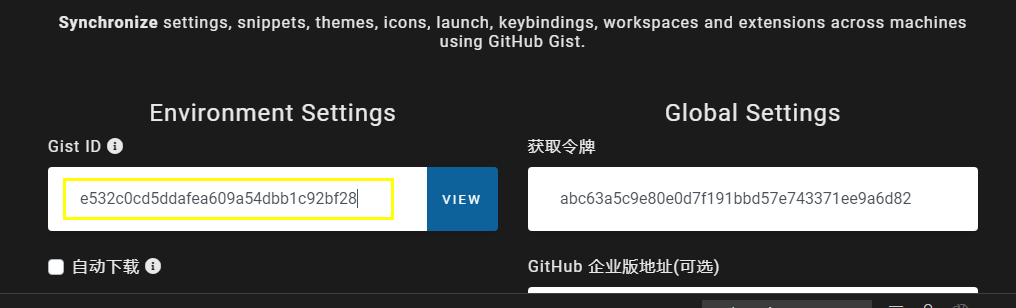 Synchronize settings, snippets, themes, icons, launch, keybindings, workspaces and extensions across machines
using GitHub Gist.
Environment Settings
Gist ID
e532c0cd5ddafea609a54dbb1c92bf28
VIEW
自动下载
Global Settings
获取令牌
abc63a5c9e80e0d7f191bbd57e743371ee9a6d82
GitHub 企业版地址(可选)